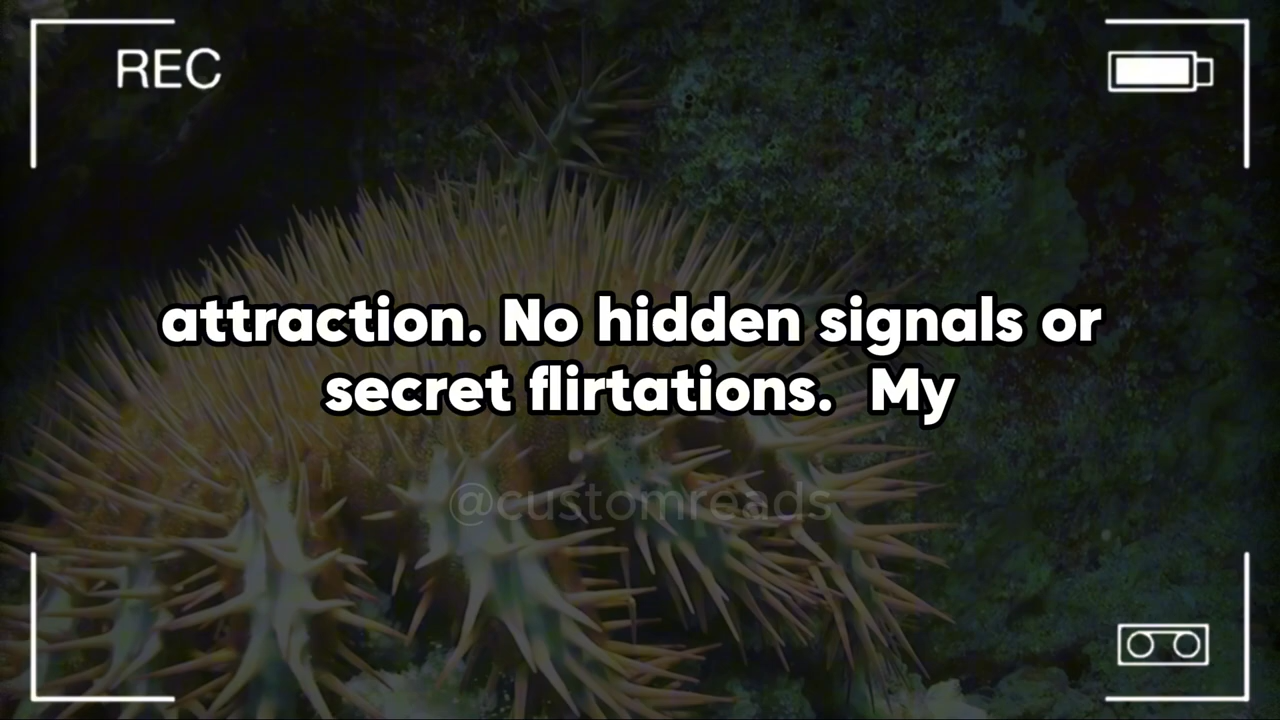 REC
attraction. No hidden signals or
secret flirtations.  My
@customreads